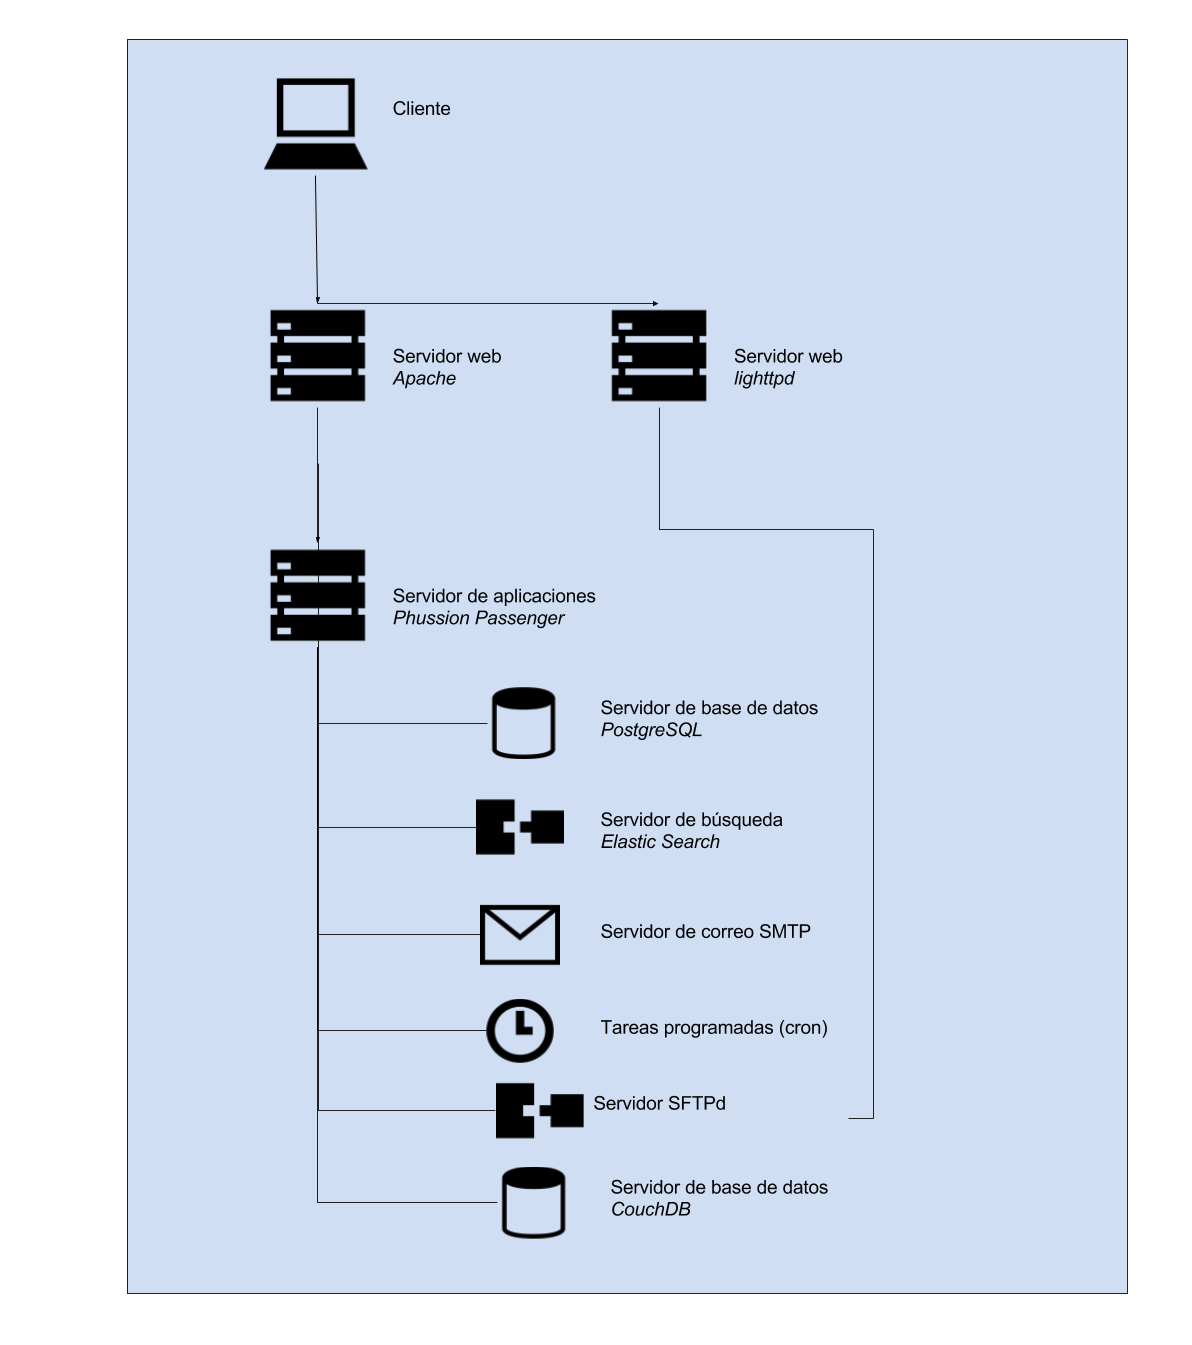 Cliente
Servidor web
Apache
Servidor web
lighttpd
Servidor de aplicaciones
Phussion Passenger
Servidor de base de datos
PostgreSQL
Servidor de búsqueda
Elastic Search
Servidor de correo SMTP
Tareas programadas (cron)
Servidor SFTPd
Servidor de base de datos
CouchDB